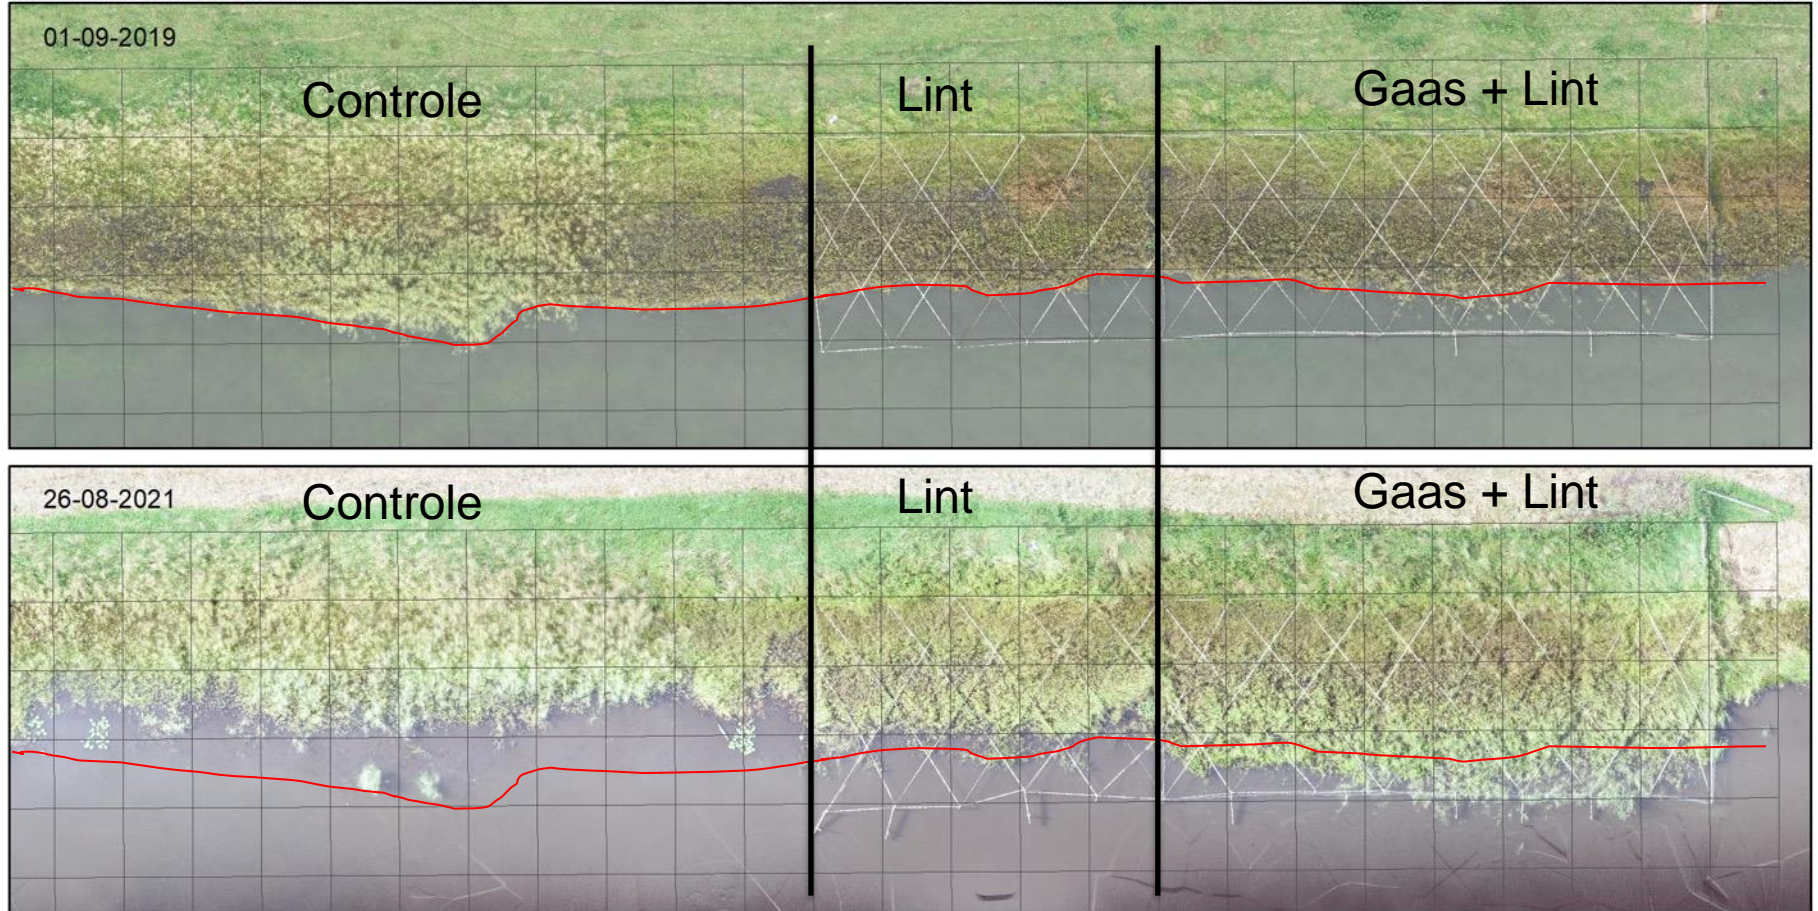 01-09-2019
Controle
Lint
Gaas + Lint
26-08-2021
Controle
Lint
Gaas + Lint